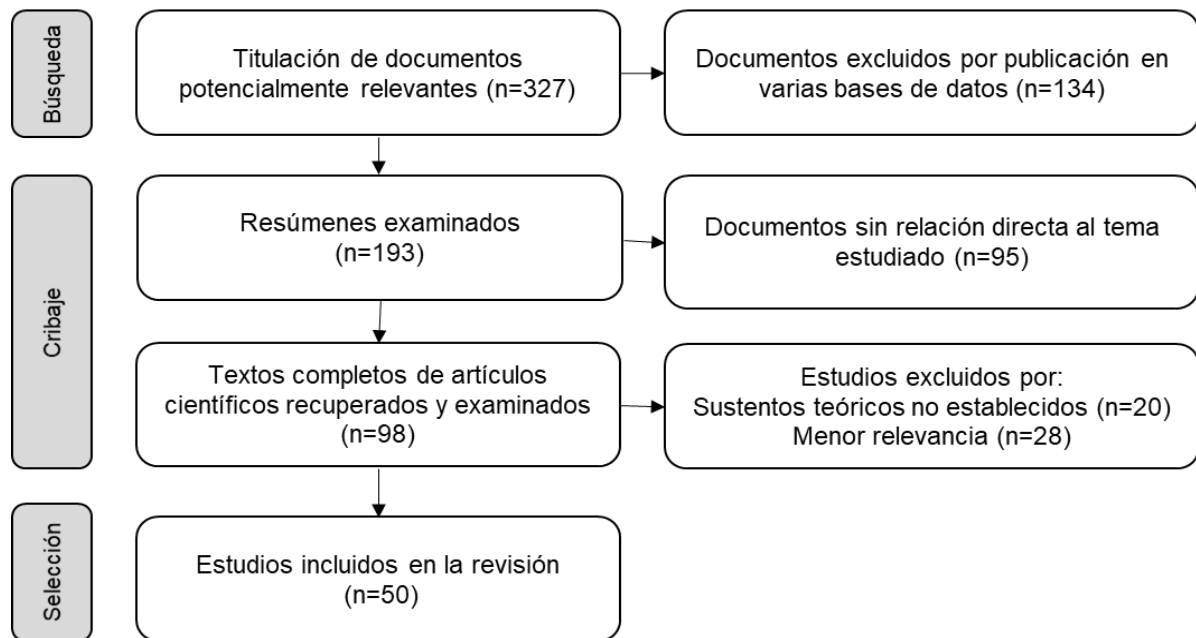 Búsqueda
Titulación de documentos
potencialmente relevantes (n=327)
Documentos excluidos por publicación en
varias bases de datos (n=134)
Cribaje
Resúmenes examinados
(n=193)
Documentos sin relación directa al tema
estudiado (n=95)
Textos completos de artículos
científicos recuperados y examinados
(n=98)
Estudios excluidos por:
Sustentos teóricos no establecidos (n=20)
Menor relevancia (n=28)
Selección
Estudios incluidos en la revisión
(n=50)